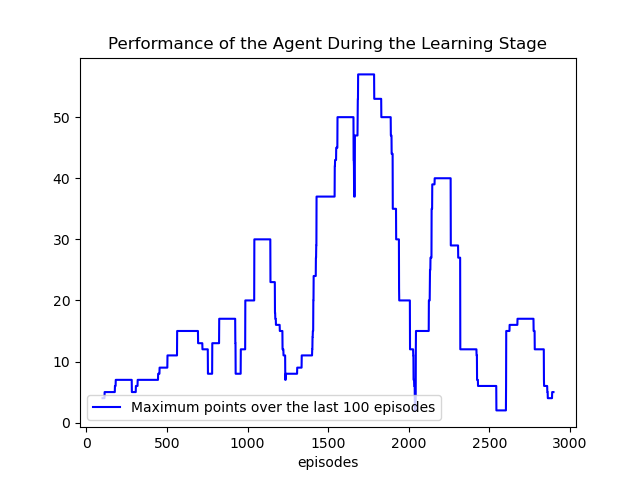 Performance of the Agent During the Learning Stage
50
40
30
20
10
0
Maximum points over the last 100 episodes
0 500 1000 1500 2000 2500 3000
episodes